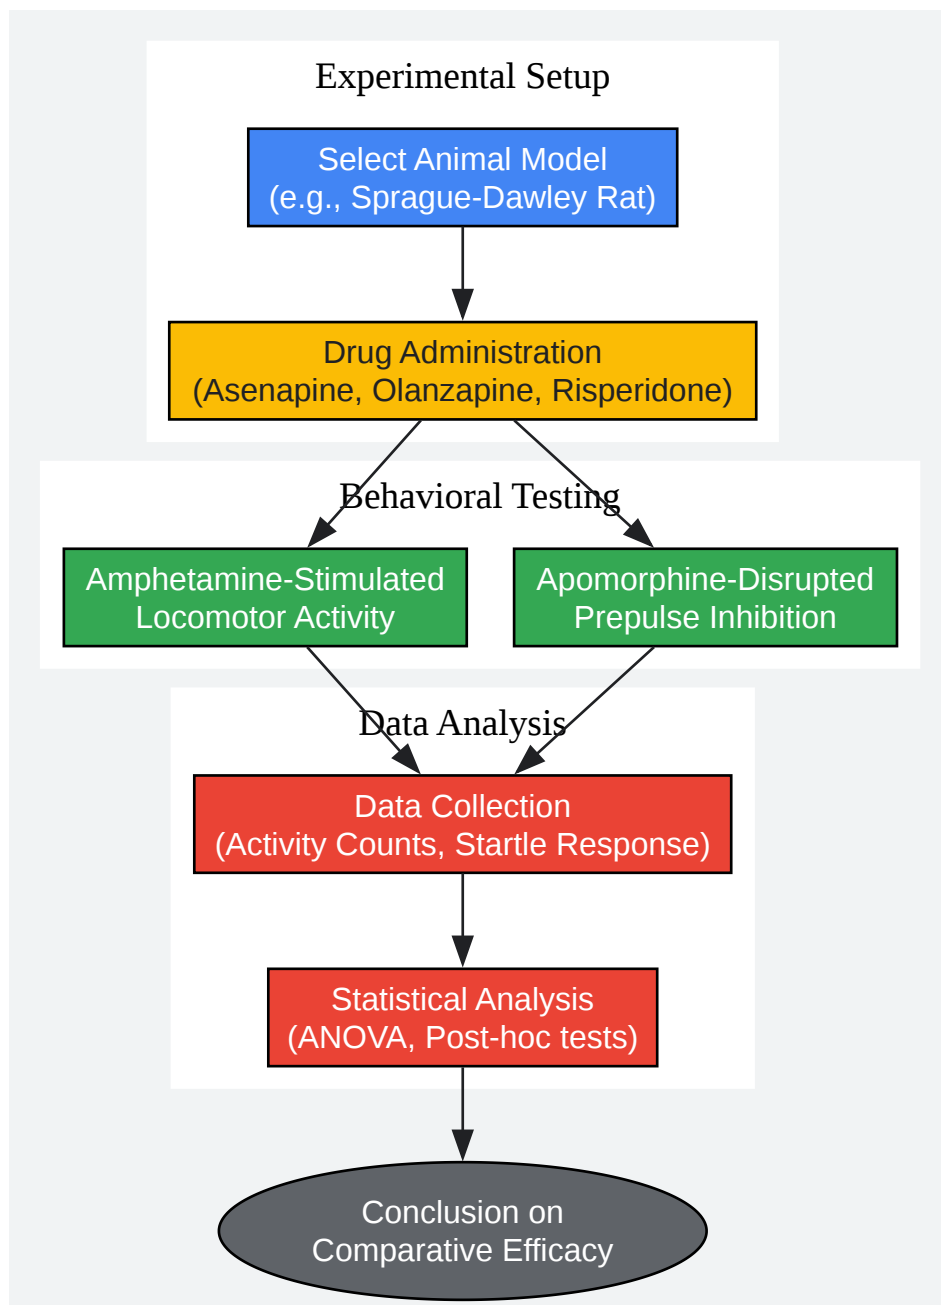 Experimental Setup
Select Animal Model
(e.g., Sprague-Dawley Rat)
Drug Administration
(Asenapine, Olanzapine, Risperidone)
Behavioral Testing
Amphetamine-Stimulated
Locomotor Activity
Apomorphine-Disrupted
Prepulse Inhibition
Data Analysis
Data Collection
(Activity Counts, Startle Response)
Statistical Analysis
(ANOVA, Post-hoc tests)
Conclusion on
Comparative Efficacy